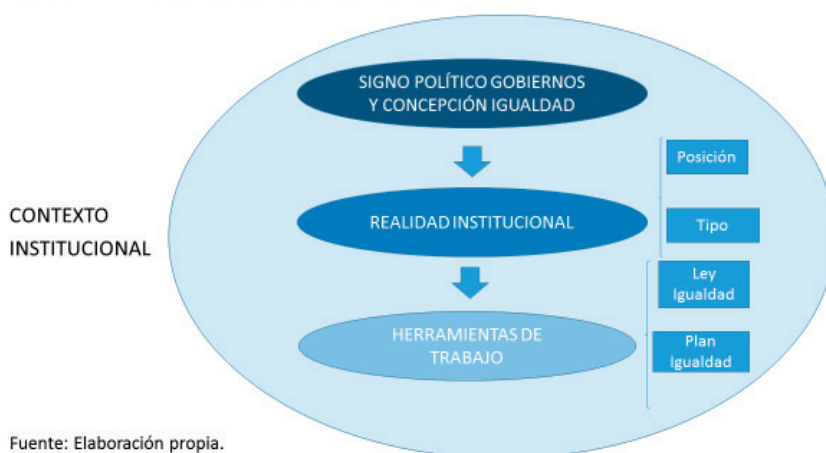 SIGNO POLÍTICO GOBIERNOS
Y CONCEPCIÓN IGUALDAD
Posición
CONTEXTO
INSTITUCIONAL
REALIDAD INSTITUCIONAL
Tipo
Ley
Igualdad
HERRAMIENTAS DE
TRABAJO
Plan
Igualdad
Fuente: Elaboración propia.